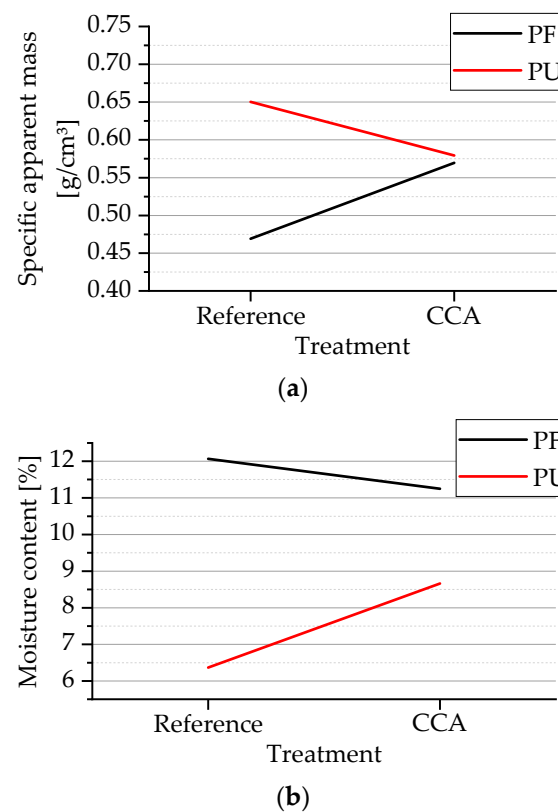 PF
PU
Specific apparent mass
[g/cm³]
0.75
0.70
0.65
0.60
0.55
0.50
0.45
0.40
Reference CCA
Treatment
(a)
PF
PU
Moisture content [%]
12
11
10
9
8
7
6
Reference CCA
Treatment
(b)